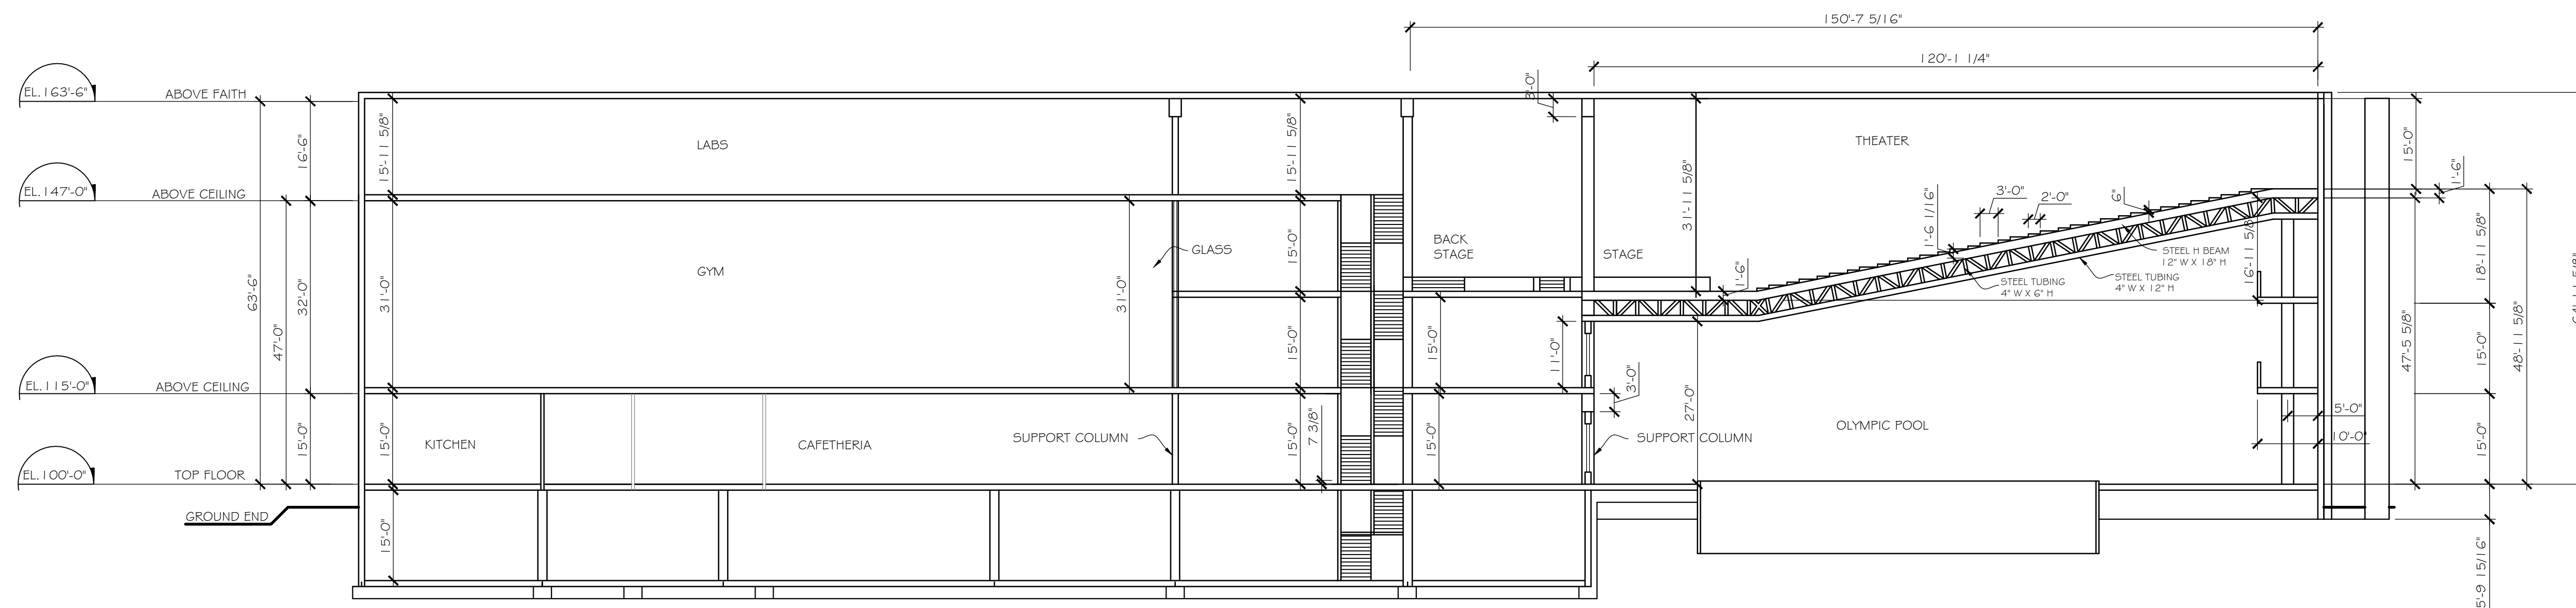 150'-7 5/16"
120'-1 1/4"
EL. 163'-6"
ABOVE FAITH
3'-0"
16'-6"
15'-11 5/8"
LABS
15'-11 5/8"
THEATER
15'-0"
1'-6"
EL. 147'-0"
ABOVE CEILING
31'-11 5/8"
1'-6 1/16"
3'-0"
2'-0"
6"
GLASS
BACK
STAGE
STAGE
STEEL H BEAM
12" W X 18" H
STEEL TUBING
4" W X 6" H
STEEL TUBING
4" W X 12" H
16'-11 5/8"
18'-11 5/8"
GYM
15'-0"
1'-6"
63'-6"
32'-0"
47'-0"
31'-0"
31'-0"
15'-0"
15'-0"
11'-0"
47'-5 5/8"
15'-0"
48'-11 5/8"
EL. 115'-0"
ABOVE CEILING
3'-0"
27'-0"
5'-0"
10'-0"
KITCHEN
CAFETHERIA
SUPPORT COLUMN
SUPPORT COLUMN
OLYMPIC POOL
15'-0"
15'-0"
15'-0"
7 3/8"
15'-0"
15'-0"
EL. 100'-0"
TOP FLOOR
GROUND END
15'-0"
5'-9 15/16"